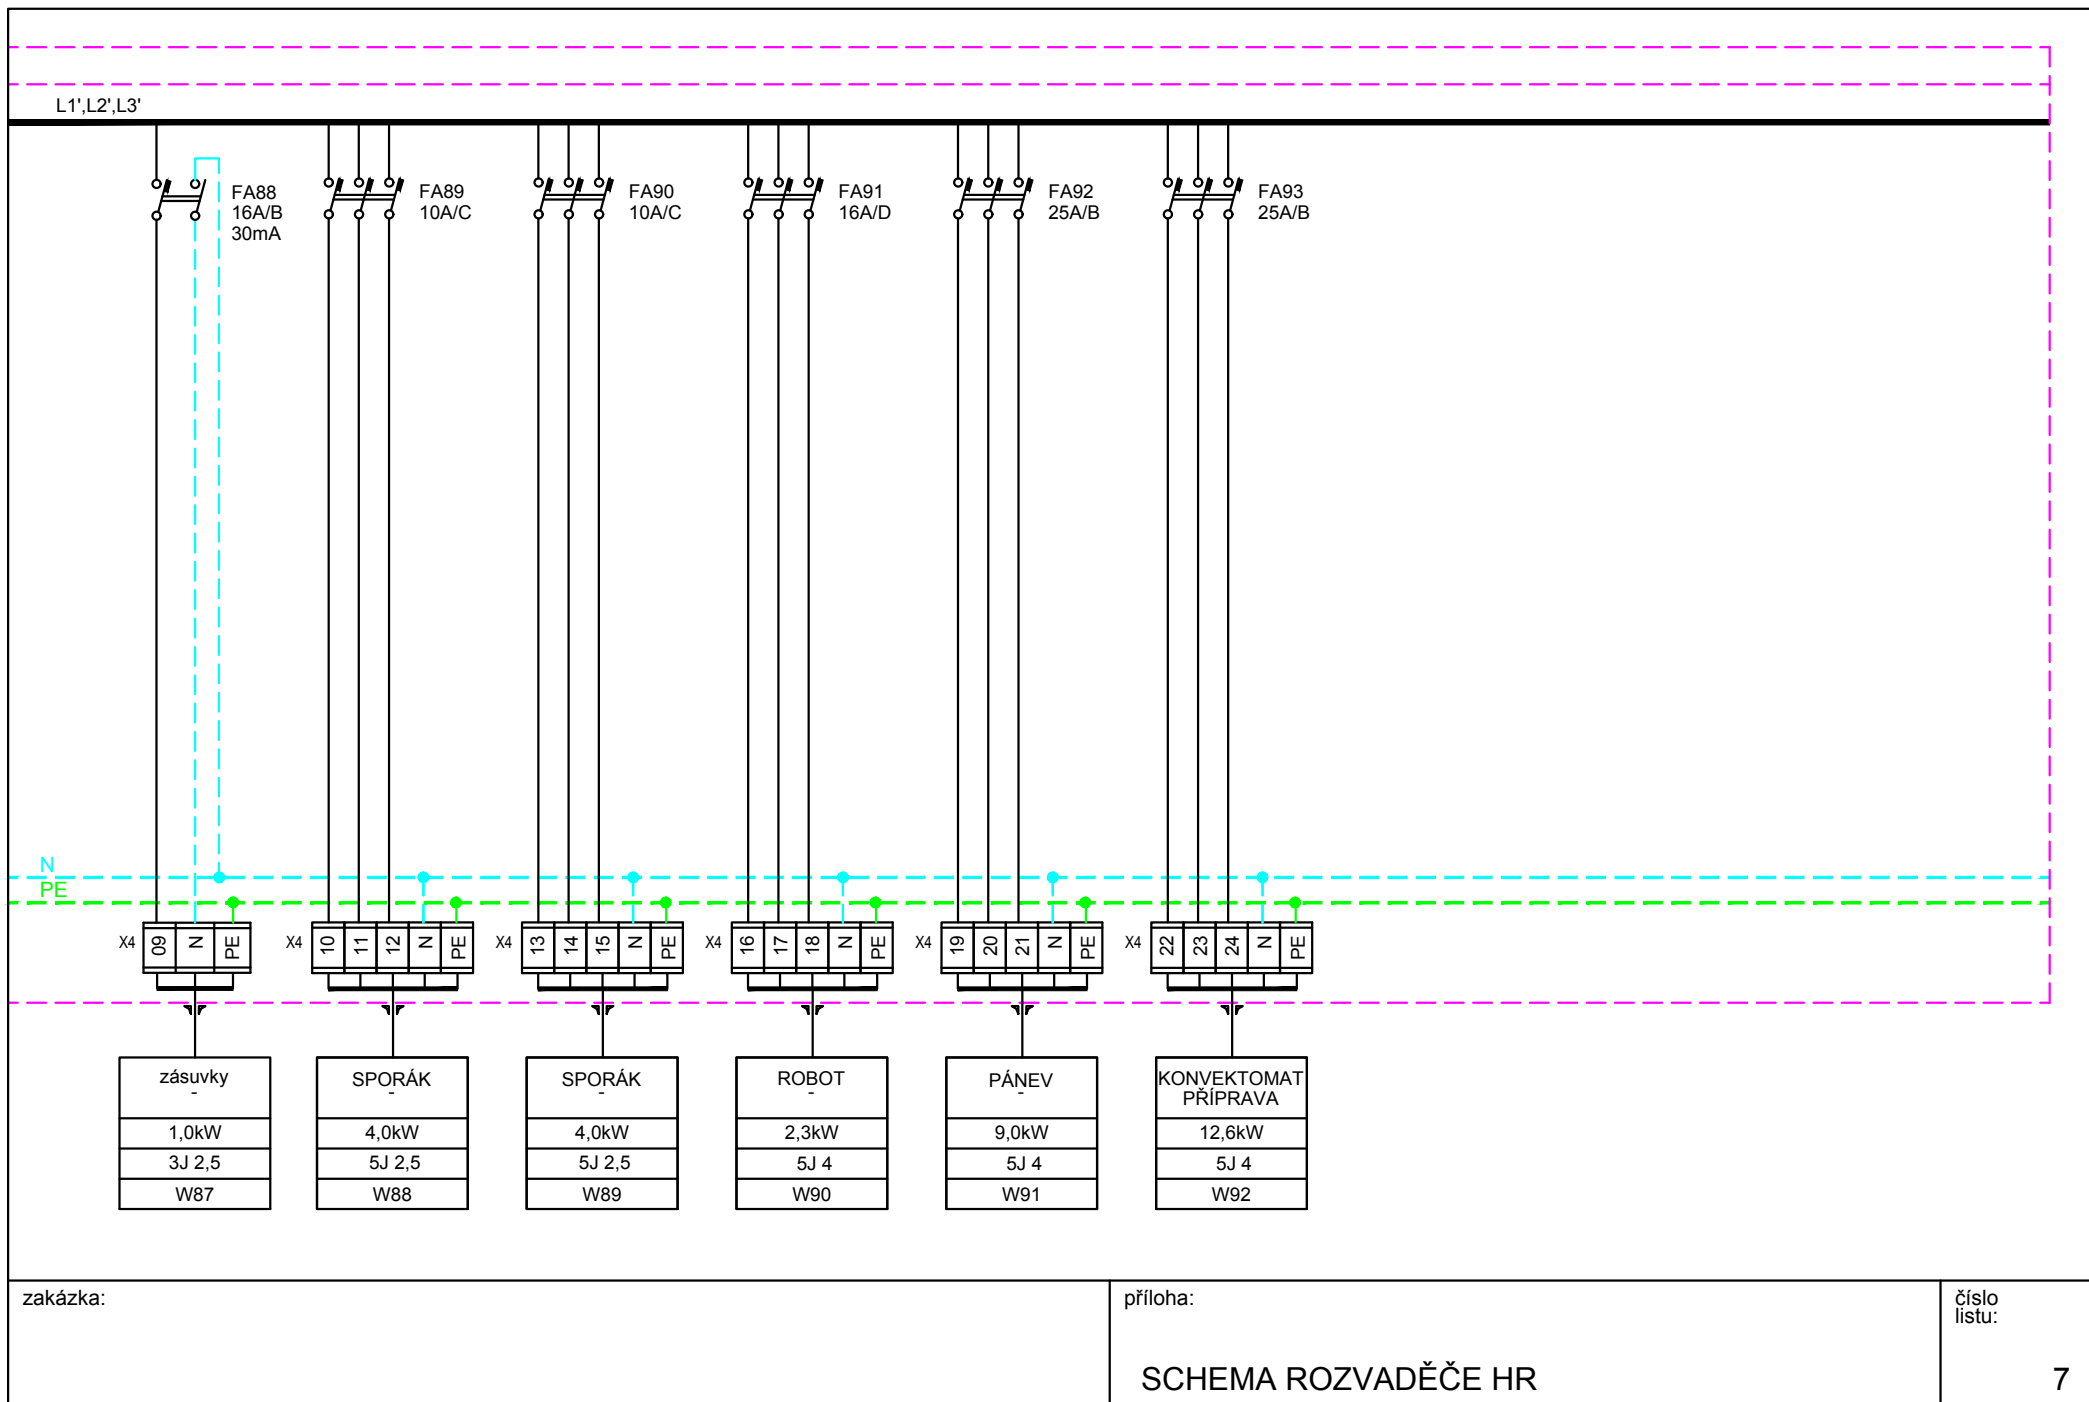 L1',L2',L3'
FA88
16A/B
30mA
FA89
10A/C
FA90
10A/C
FA91
16A/D
FA92
25A/B
FA93
25A/B
N
PE
X4 09 N PE
X4 10 11 12 N PE
X4 13 14 15 N PE
X4 16 17 18 N PE
X4 19 20 21 N PE
X4 22 23 24 N PE
zásuvky
-
1,0kW
3J 2,5
W87
SPORÁK
-
4,0kW
5J 2,5
W88
SPORÁK
-
4,0kW
5J 2,5
W89
ROBOT
-
2,3kW
5J 4
W90
PÁNEV
-
9,0kW
5J 4
W91
KONVEKTOMAT
PŘÍPRAVA
12,6kW
5J 4
W92
zakázka:
příloha:
SCHEMA ROZVADĚČE HR
číslo
listu:
7